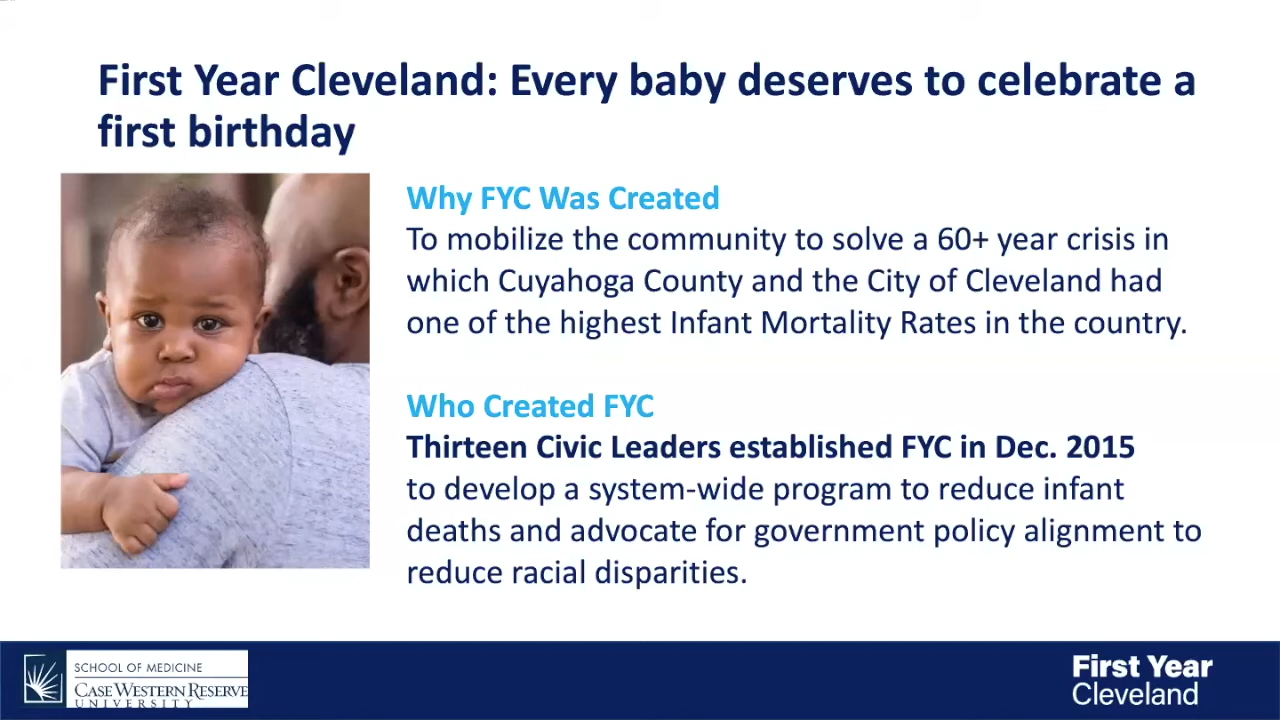 First Year Cleveland: Every baby deserves to celebrate a
first birthday
Why FYC Was Created
To mobilize the community to solve a 60+ year crisis in
which Cuyahoga County and the City of Cleveland had
one of the highest Infant Mortality Rates in the country.
Who Created FYC
Thirteen Civic Leaders established FYC in Dec. 2015
to develop a system-wide program to reduce infant
deaths and advocate for government policy alignment to
reduce racial disparities.
SCHOOL OF MEDICINE
CASE WESTERN RESERVE
UNIVERSITY
First Year
Cleveland